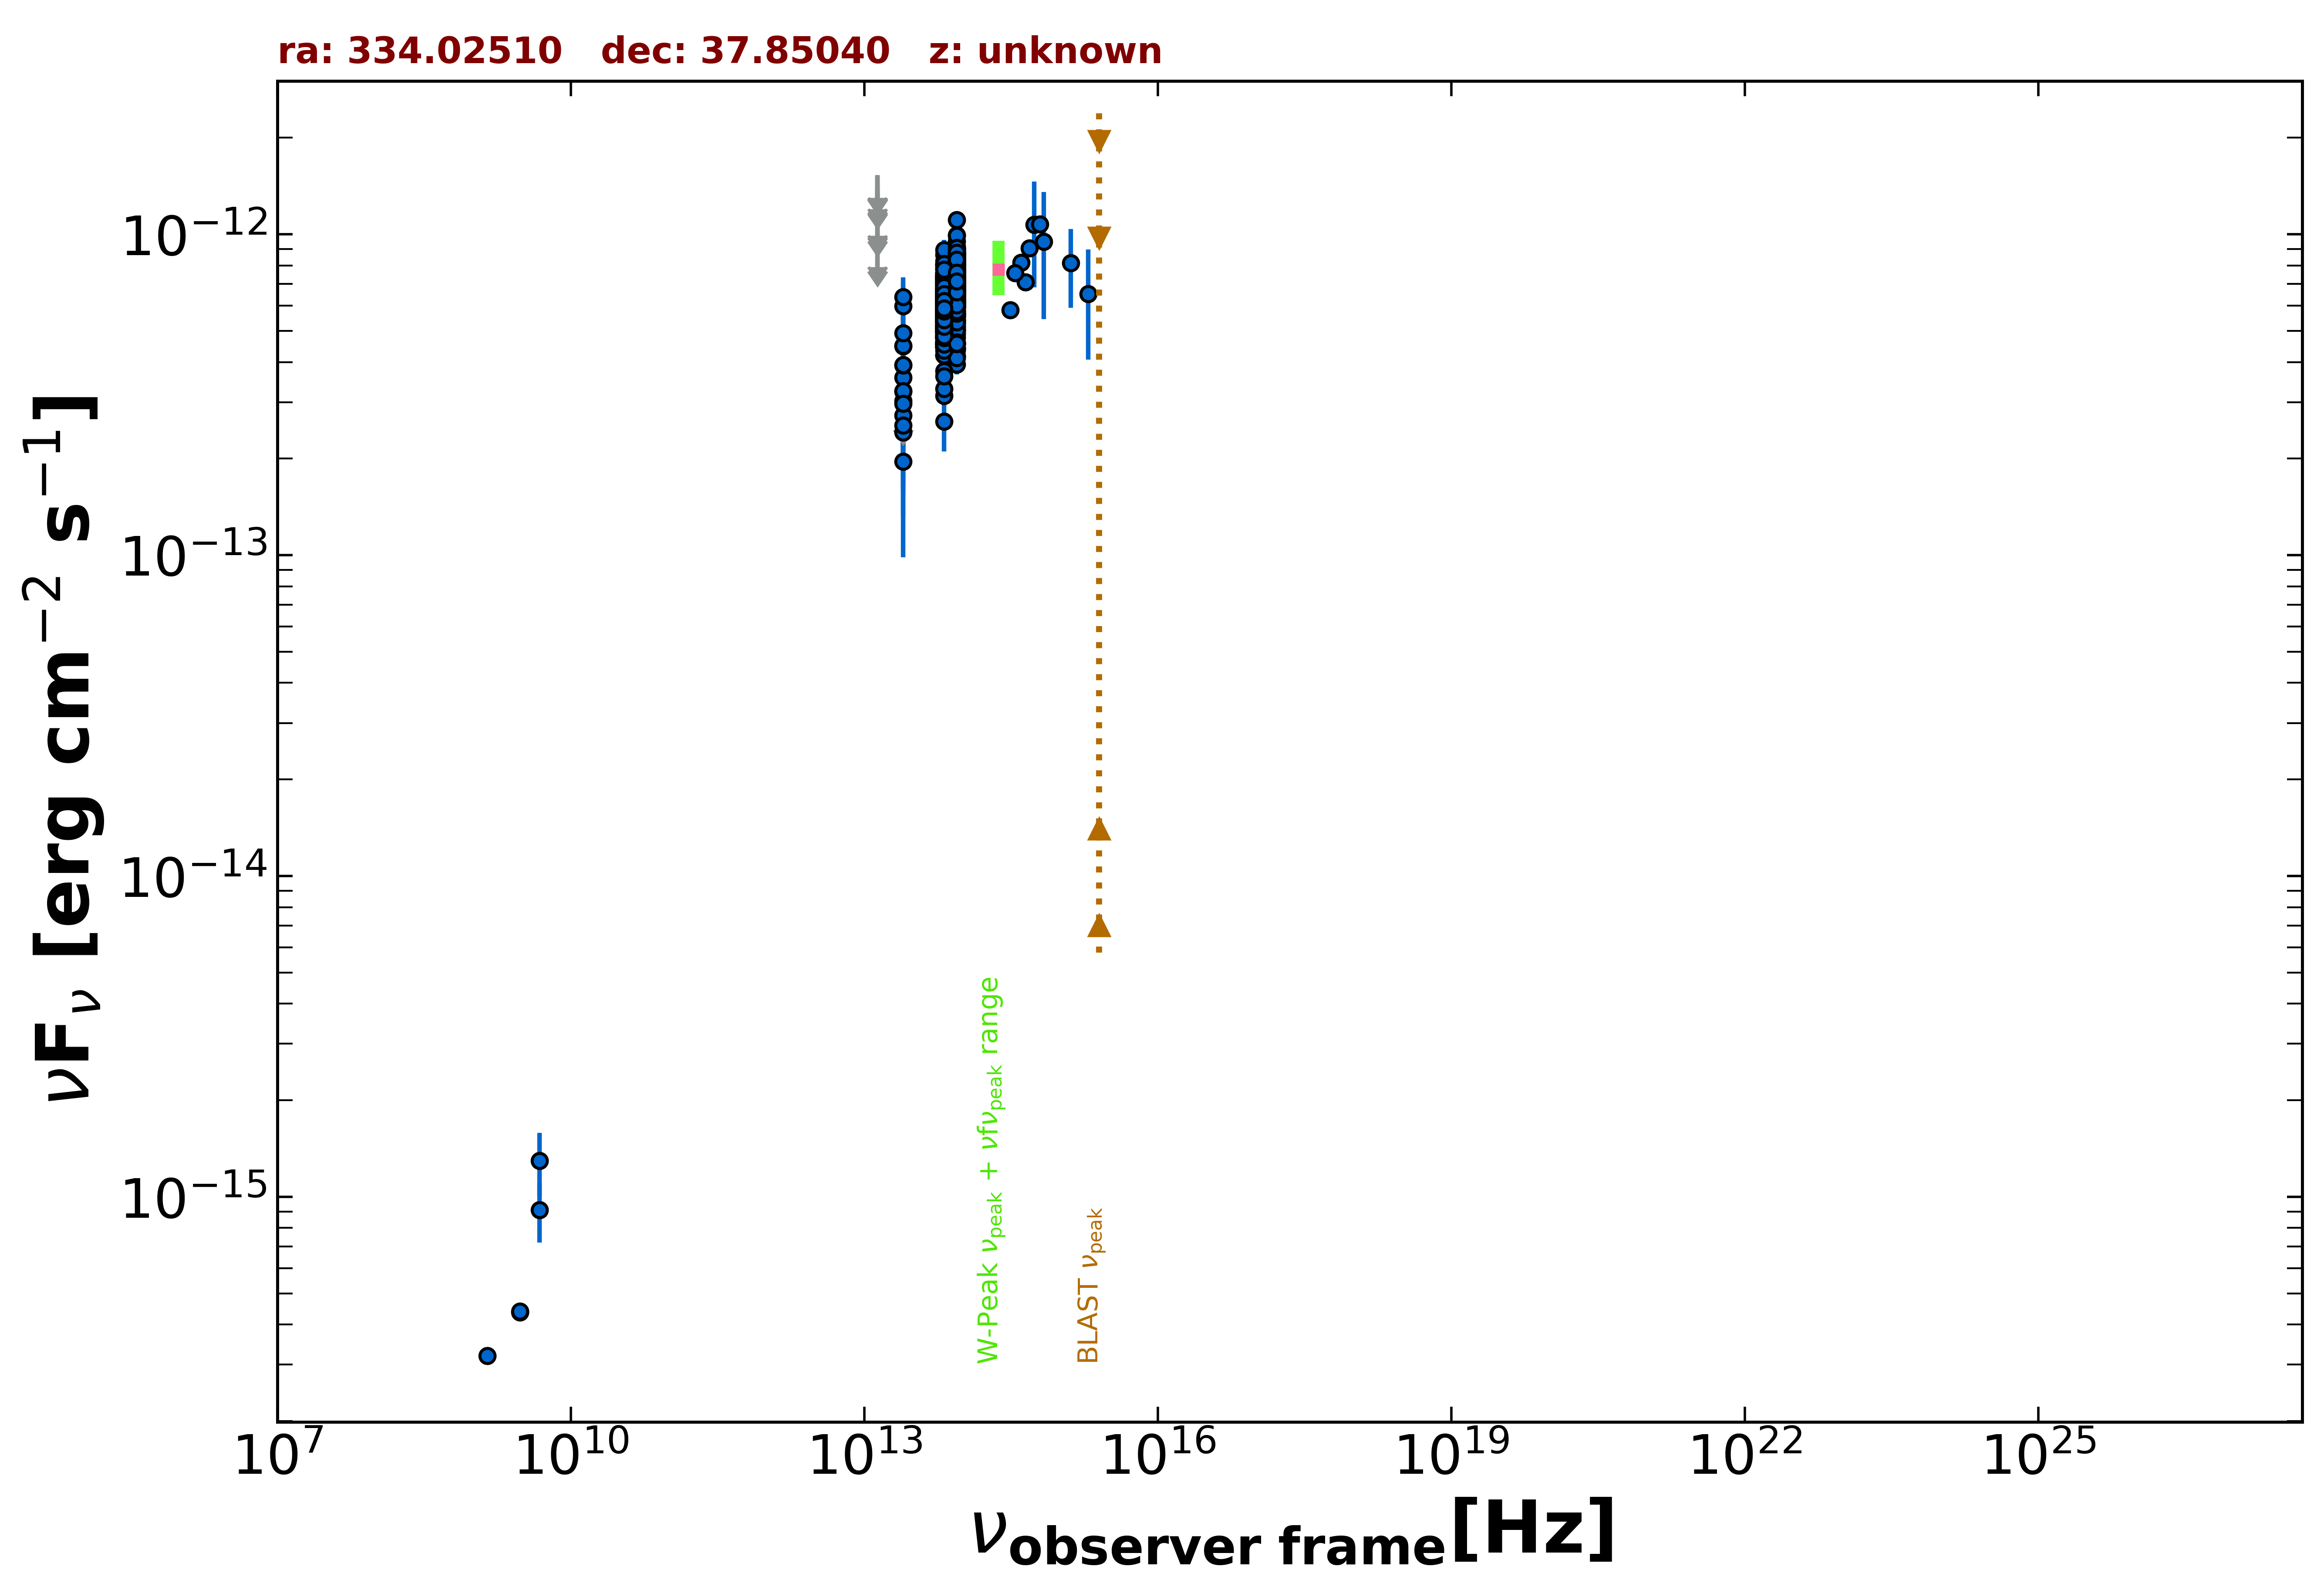 ra: 334.02510 dec: 37.85040 z: unknown
νFν [erg cm⁻² s⁻¹]
10⁻¹²
10⁻¹³
10⁻¹⁴
10⁻¹⁵
W-Peak νpeak + νfνpeak range
BLAST νpeak
10⁷ 10¹⁰ 10¹³ 10¹⁶ 10¹⁹ 10²² 10²⁵
νobserver frame[Hz]